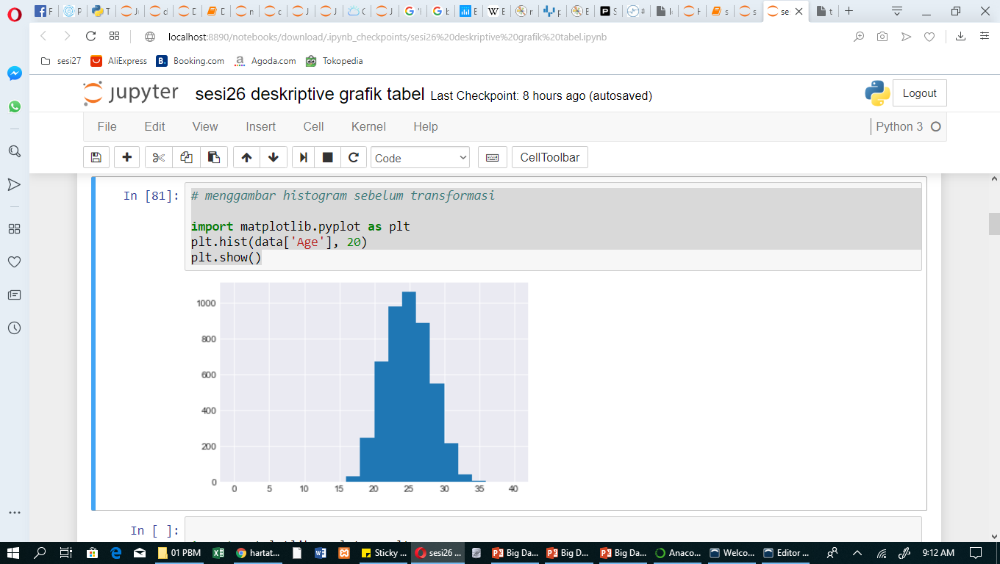 localhost:8890/notebooks/download/.ipynb_checkpoints/sesi26%20deskriptive%20grafik%20tabel.ipynb
sesi27 AliExpress Booking.com Agoda.com Tokopedia
jupyter sesi26 deskriptive grafik tabel Last Checkpoint: 8 hours ago (autosaved) Logout
File Edit View Insert Cell Kernel Help Python 3
Code CellToolbar
In [81]: # menggambar histogram sebelum transformasi
import matplotlib.pyplot as plt
plt.hist(data['Age'], 20)
plt.show()
1000
800
600
400
200
0
0 5 10 15 20 25 30 35 40
In [ ]:
01 PBM hartat... Sticky ... sesi26 ... Big Da... Big D... Big Da... Anaco... Welco... Editor ... 9:12 AM